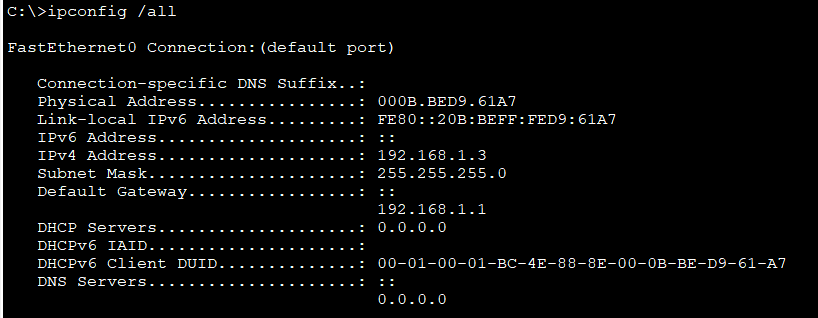 C:\>ipconfig /all
FastEthernet0 Connection:(default port)
Connection-specific DNS Suffix..:
Physical Address................: 000B.BED9.61A7
Link-local IPv6 Address.........: FE80::20B:BEFF:FED9:61A7
IPv6 Address....................: ::
IPv4 Address....................: 192.168.1.3
Subnet Mask.....................: 255.255.255.0
Default Gateway.................: ::
192.168.1.1
DHCP Servers....................: 0.0.0.0
DHCPv6 IAID.....................:
DHCPv6 Client DUID..............: 00-01-00-01-BC-4E-88-8E-00-0B-BE-D9-61-A7
DNS Servers.....................: ::
0.0.0.0